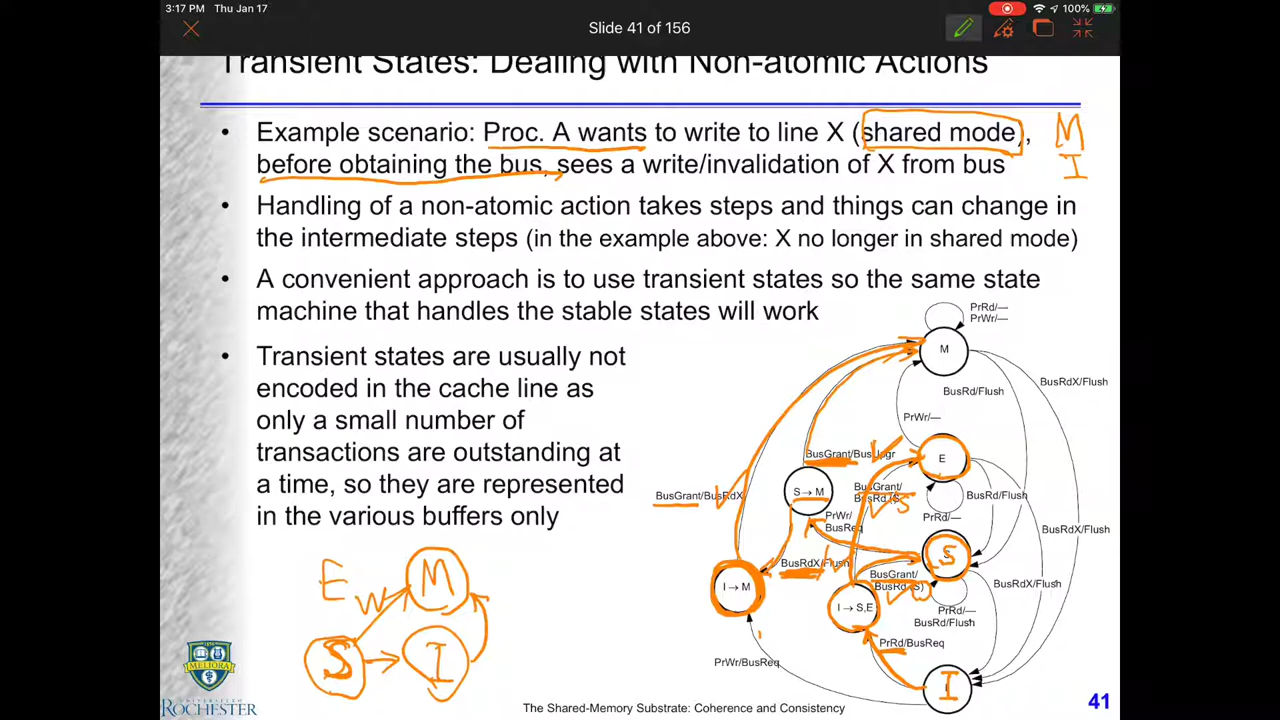 3:17 PM Thu Jan 17
100%
Slide 41 of 156
Transient States: Dealing with Non-atomic Actions
• Example scenario: Proc. A wants to write to line X (shared mode),
before obtaining the bus, sees a write/invalidation of X from bus
M
I
• Handling of a non-atomic action takes steps and things can change in
the intermediate steps (in the example above: X no longer in shared mode)
• A convenient approach is to use transient states so the same state
machine that handles the stable states will work
• Transient states are usually not
encoded in the cache line as
only a small number of
transactions are outstanding at
a time, so they are represented
in the various buffers only
PrRd/—
PrWr/—
M
BusRdX/Flush
BusRd/Flush
PrWr/—
BusGrant/BusUpgr
E
S → M
BusGrant/
BusRd(S)
BusGrant/BusRdX
BusRd/Flush
PrRd/—
PrWr/
BusReq
BusRdX/Flush
S
BusRdX/Flush
I → M
BusGrant/
BusRd(S)
BusRdX/Flush
I → S,E
PrRd/—
BusRd/Flush
PrRd/BusReq
PrWr/BusReq
I
E
W
M
S
I
MELIORA
UNIVERSITY of
ROCHESTER
The Shared-Memory Substrate: Coherence and Consistency
41